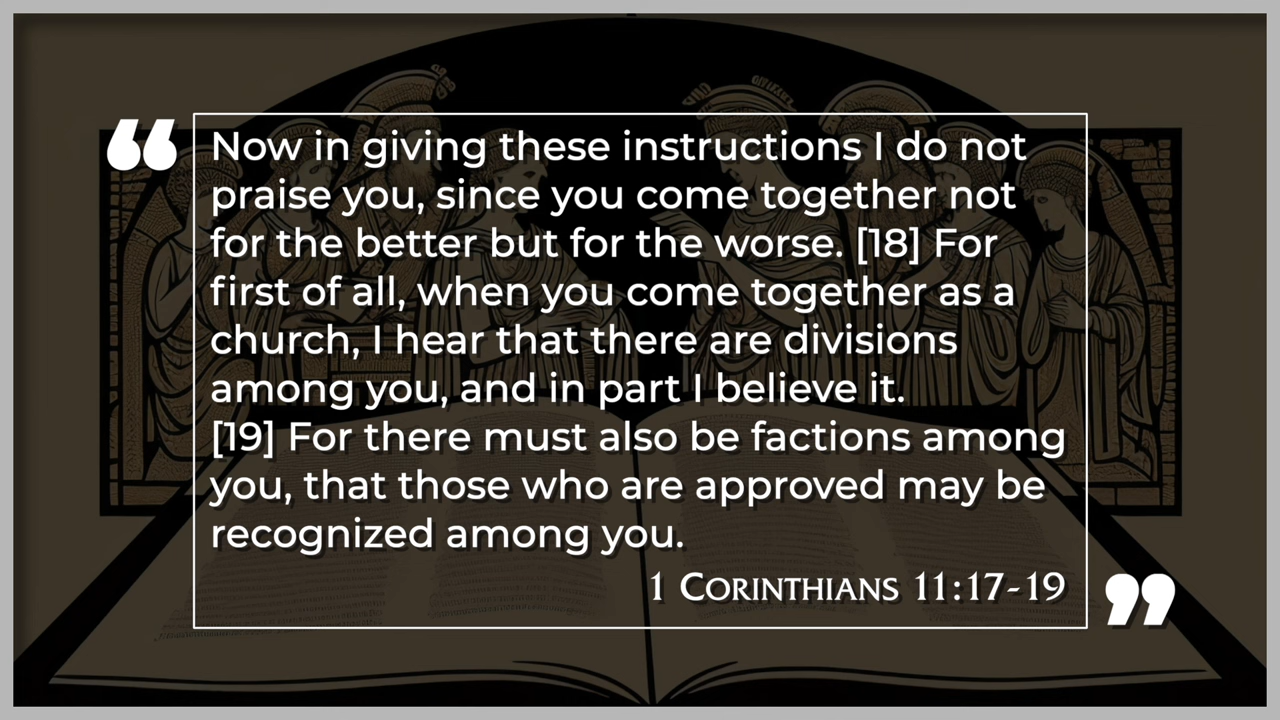 “
Now in giving these instructions I do not
praise you, since you come together not
for the better but for the worse. [18] For
first of all, when you come together as a
church, I hear that there are divisions
among you, and in part I believe it.
[19] For there must also be factions among
you, that those who are approved may be
recognized among you.
1 Corinthians 11:17-19
”